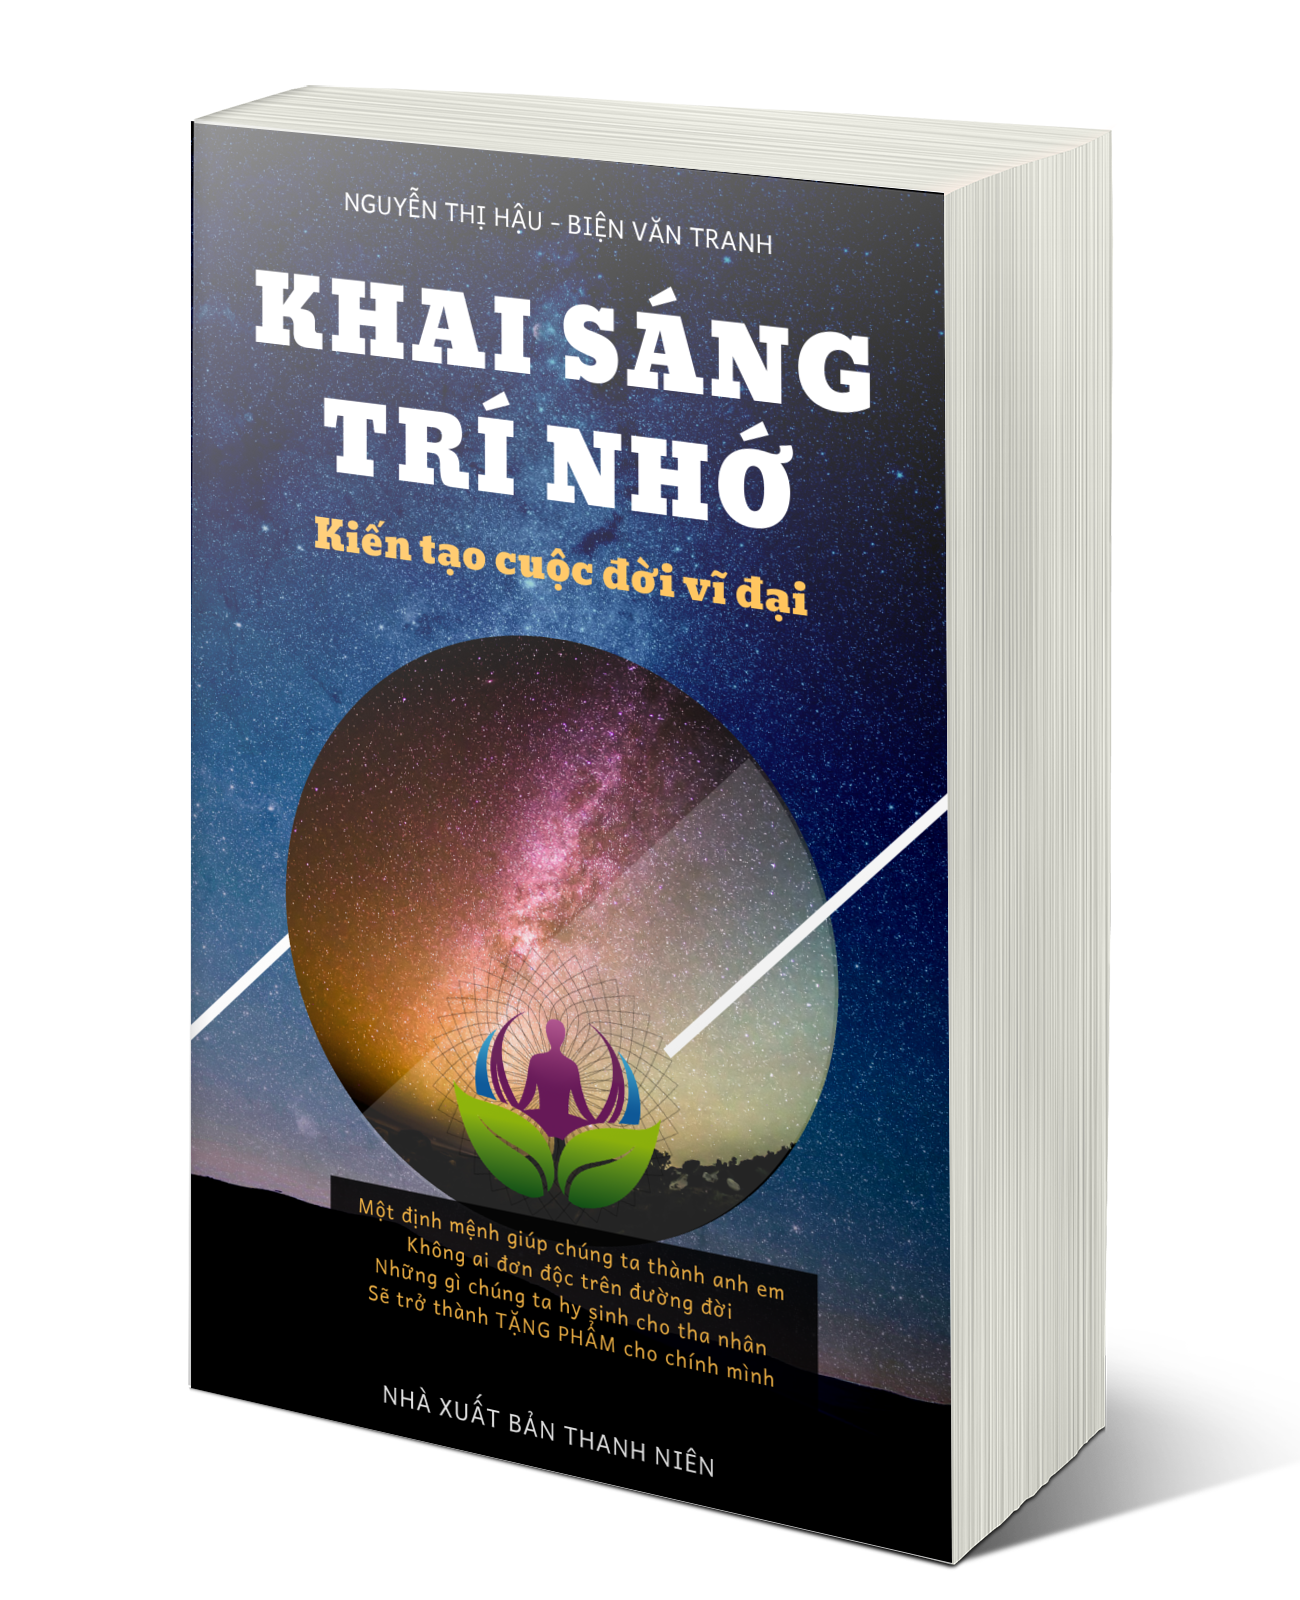 NGUYỄN THỊ HẬU - BIỆN VĂN TRANH
KHAI SÁNG
TRÍ NHỚ
Kiến tạo cuộc đời vĩ đại
Một định mệnh giúp chúng ta thành anh em
Không ai đơn độc trên đường đời
Những gì chúng ta hy sinh cho tha nhân
Sẽ trở thành TẶNG PHẨM cho chính mình
NHÀ XUẤT BẢN THANH NIÊN